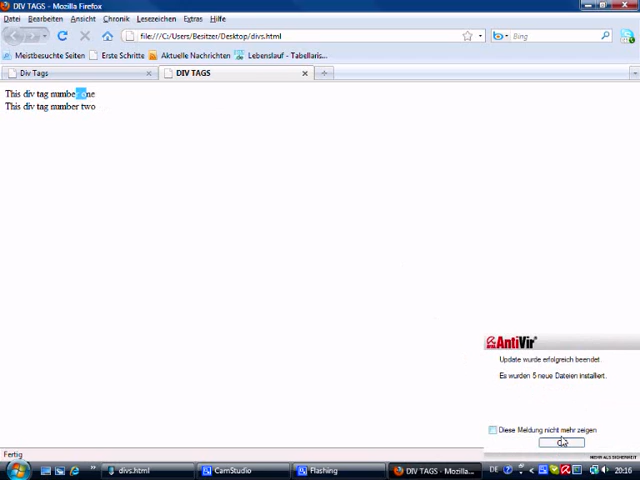 DIV TAGS - Mozilla Firefox
Datei Bearbeiten Ansicht Chronik Lesezeichen Extras Hilfe
file:///C:/Users/Besitzer/Desktop/divs.html
Bing
Meistbesuchte Seiten Erste Schritte Aktuelle Nachrichten Lebenslauf - Tabellaris...
Div Tags
DIV TAGS
This div tag number one
This div tag number two
AntiVir
Update wurde erfolgreich beendet
Es wurden 5 neue Dateien installiert.
Diese Meldung nicht mehr zeigen
MEHR ALS SICHERHEIT
Fertig
divs.html
CamStudio
Flashing
DIV TAGS - Mozilla...
DE
20:16